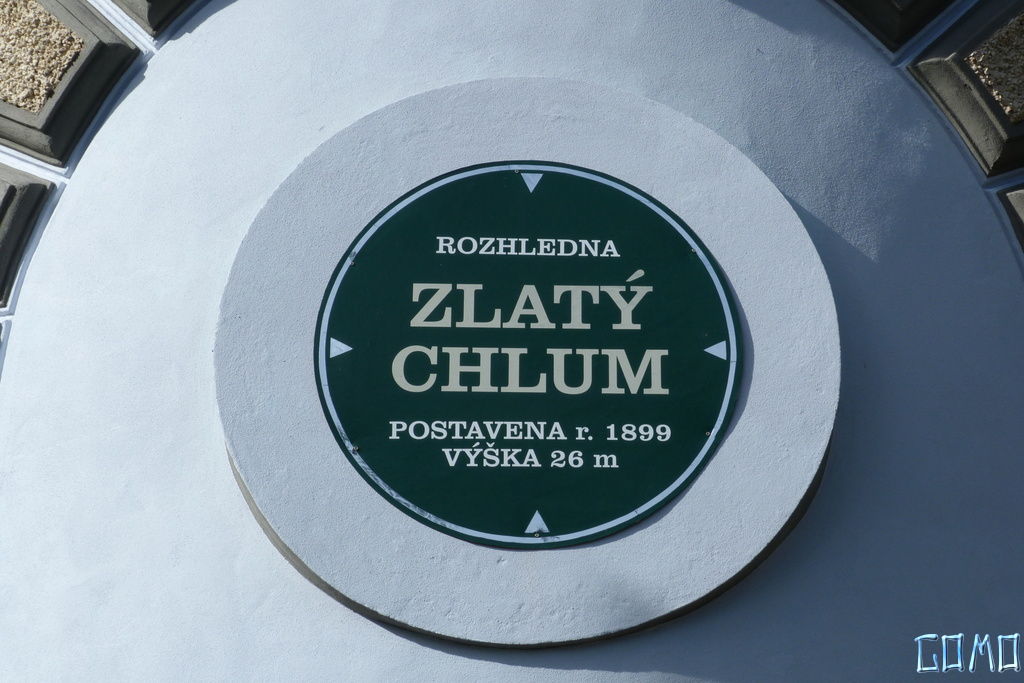 ROZHLEDNA
ZLATÝ
CHLUM
POSTAVENA r. 1899
VÝŠKA 26 m
GOMO